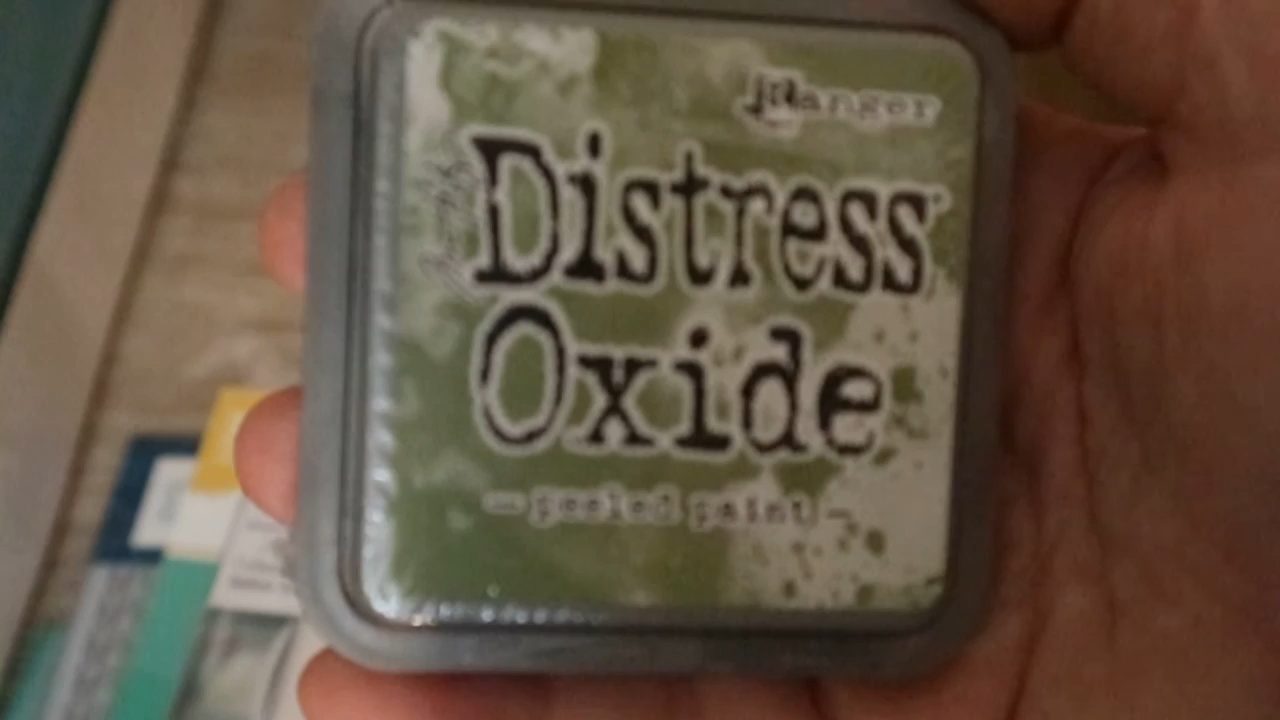 Ranger
Distress
Oxide
– peeled paint –